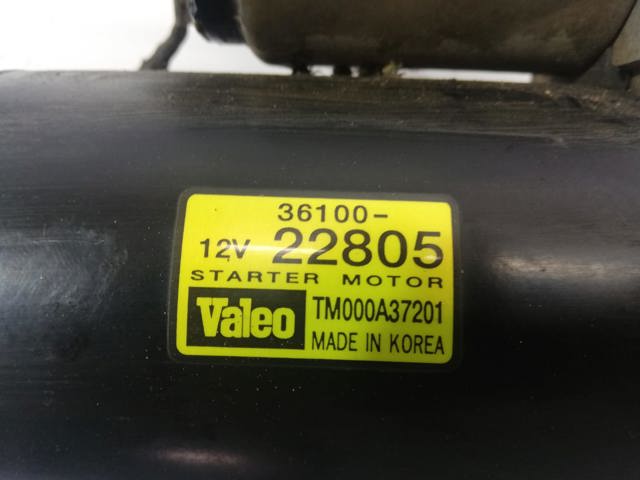 36100-
12V 22805
STARTER MOTOR
Valeo TM000A37201
MADE IN KOREA